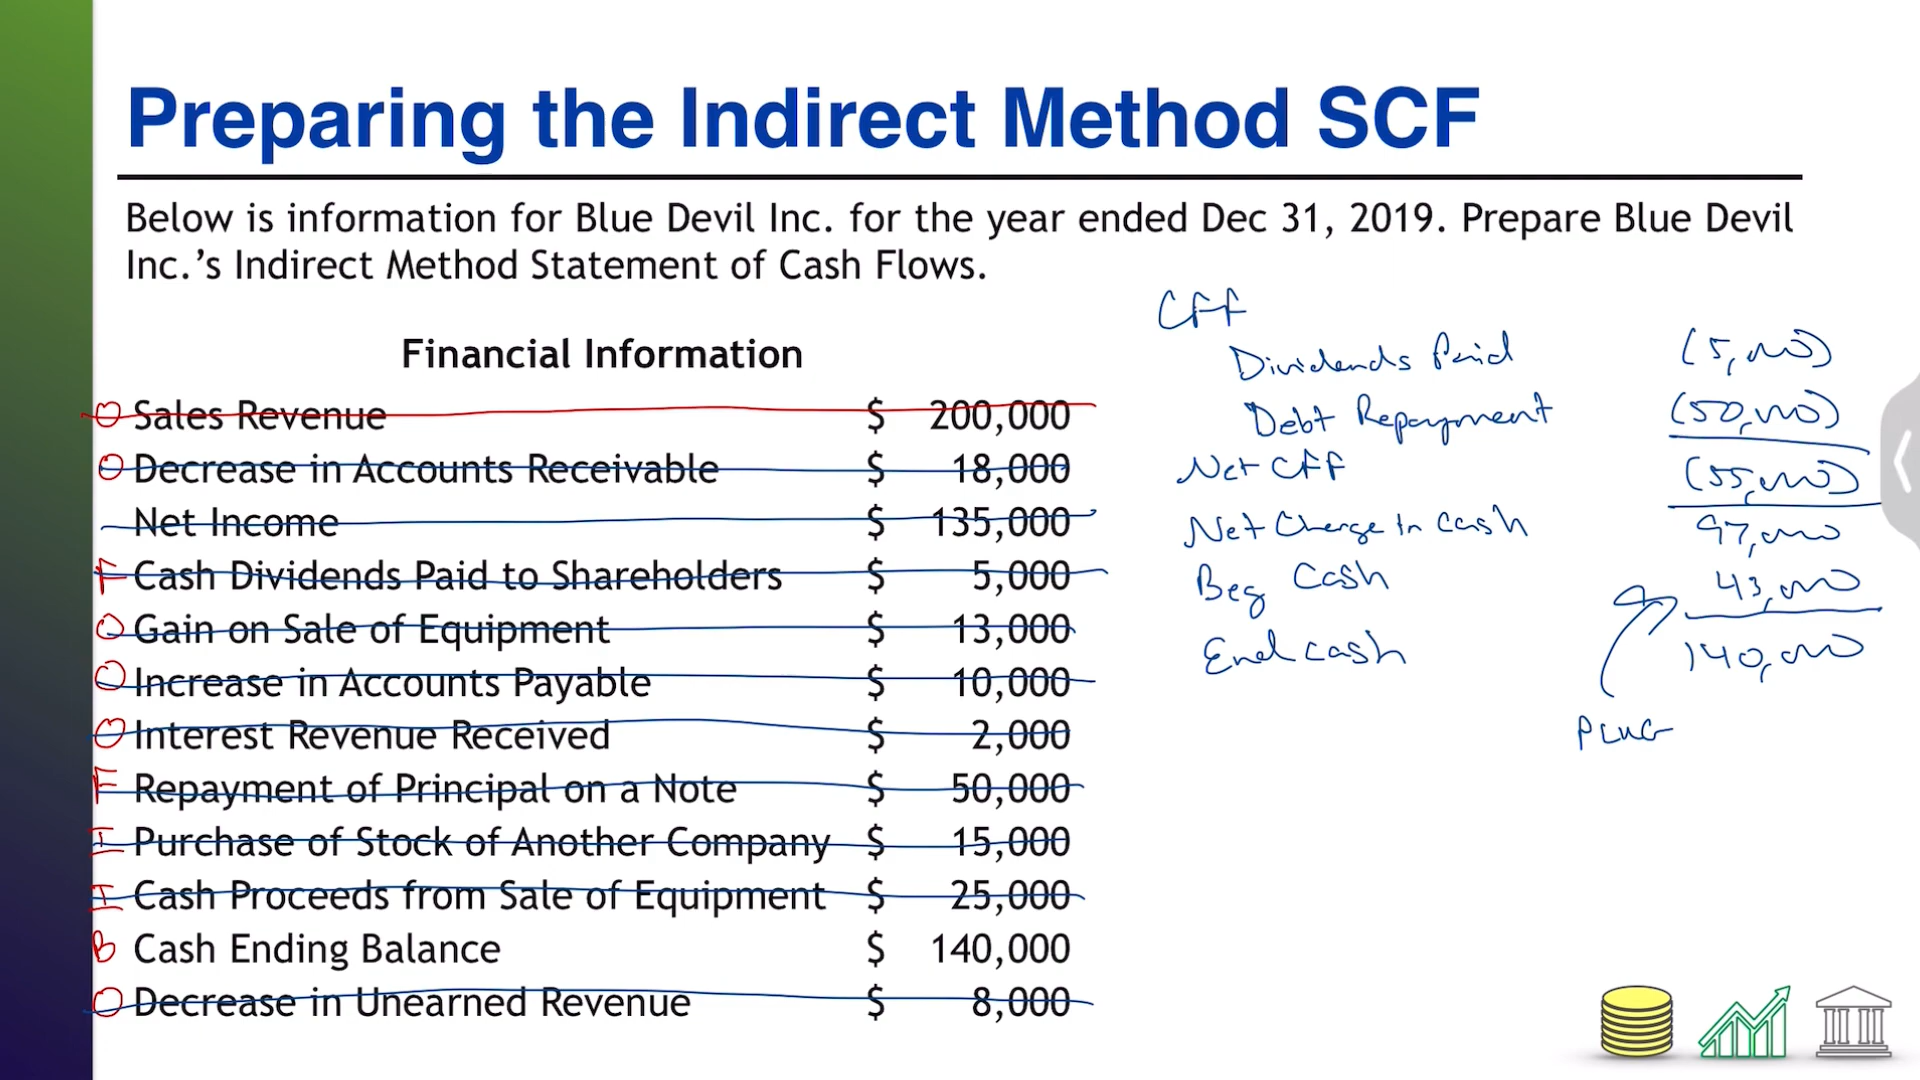 Preparing the Indirect Method SCF
Below is information for Blue Devil Inc. for the year ended Dec 31, 2019. Prepare Blue Devil
Inc.’s Indirect Method Statement of Cash Flows.
Financial Information
O Sales Revenue $ 200,000
O Decrease in Accounts Receivable $ 18,000
Net Income $ 135,000
F Cash Dividends Paid to Shareholders $ 5,000
O Gain on Sale of Equipment $ 13,000
O Increase in Accounts Payable $ 10,000
O Interest Revenue Received $ 2,000
F Repayment of Principal on a Note $ 50,000
I Purchase of Stock of Another Company $ 15,000
I Cash Proceeds from Sale of Equipment $ 25,000
B Cash Ending Balance $ 140,000
O Decrease in Unearned Revenue $ 8,000
CFF
Dividends Paid (5,000)
Debt Repayment (50,000)
Net CFF (55,000)
Net Change In Cash 97,000
Beg Cash 43,000
End Cash 140,000
PLUG